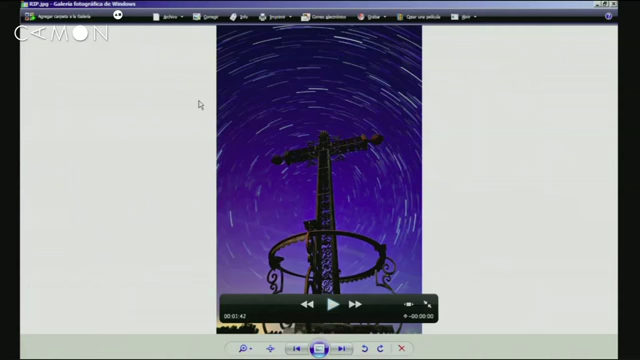 RIP.jpg - Galería fotográfica de Windows
Agregar carpeta a la Galería
Archivo
Corregir
Info
Imprimir
Correo electrónico
Grabar
Crear una película
Abrir
CAMON
00:01:42
-00:00:00